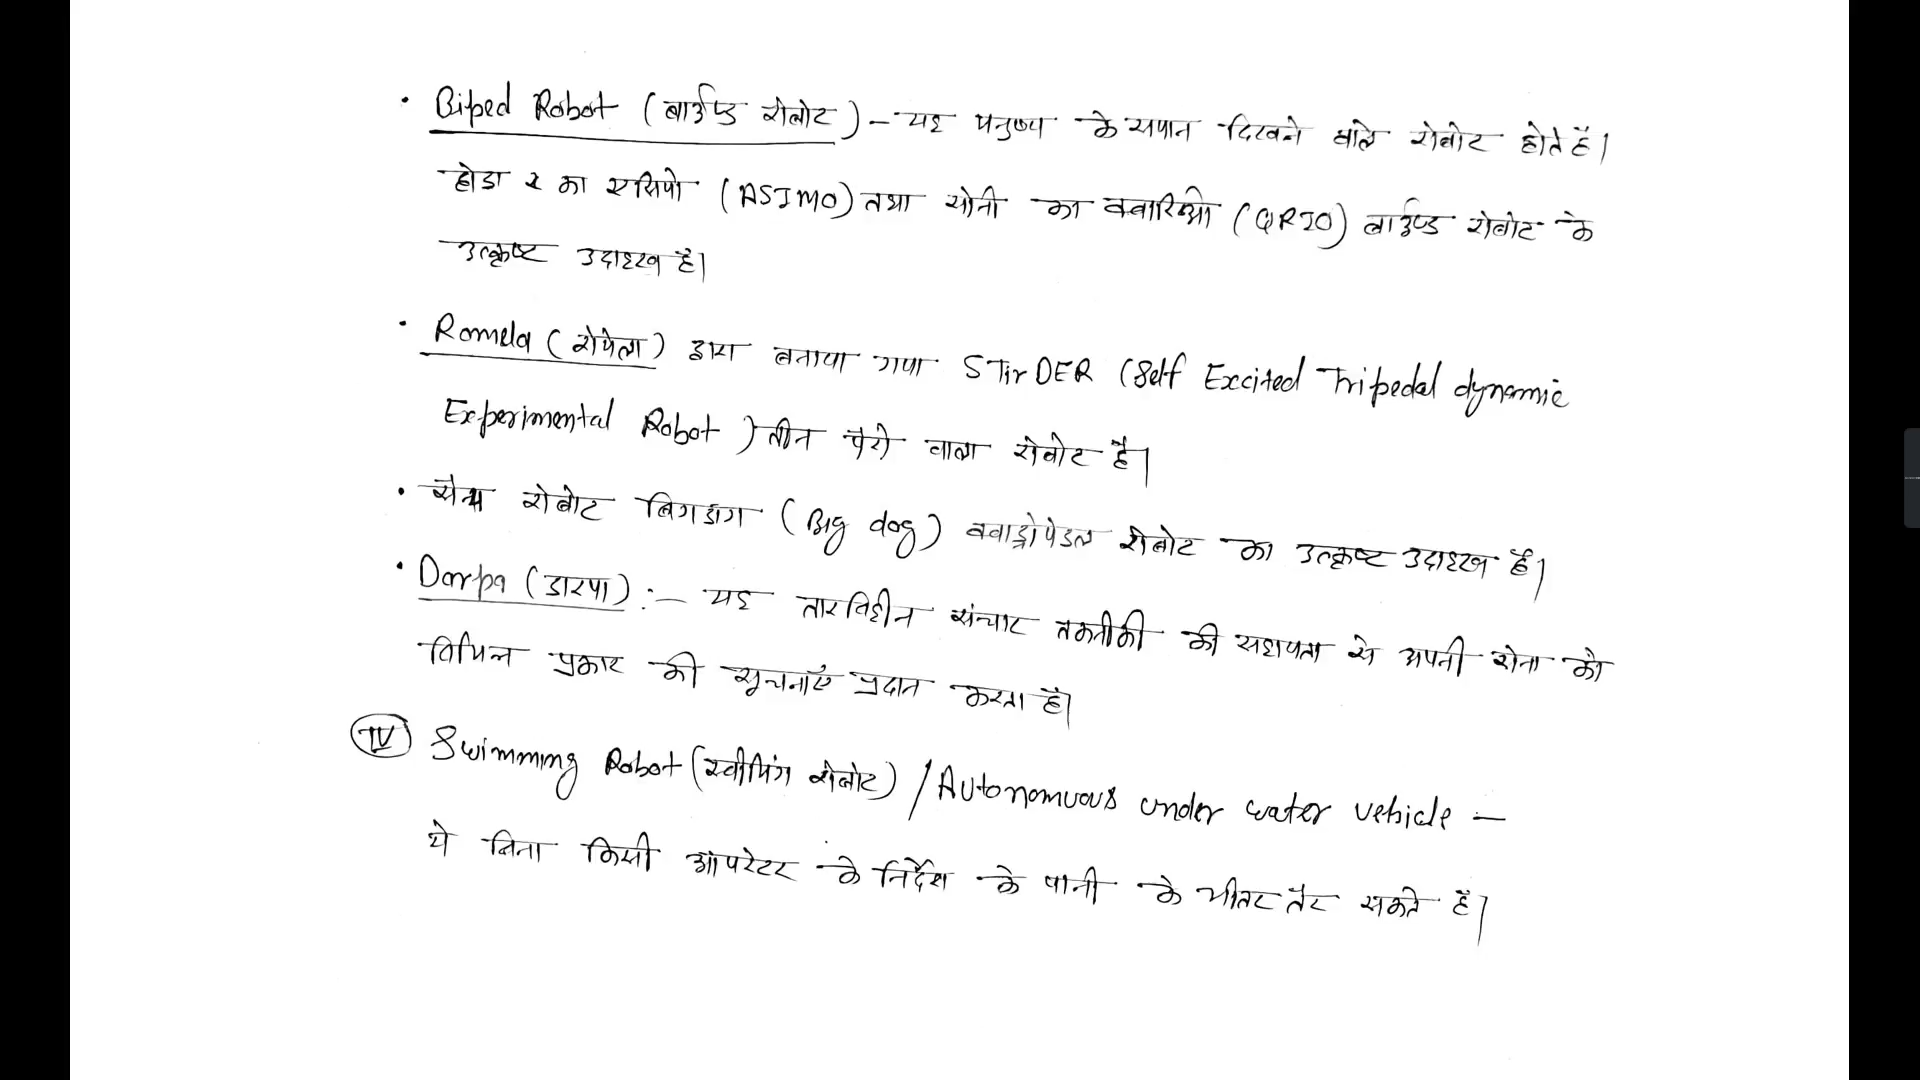 • Biped Robot (बाईपेड रोबोट) – यह मनुष्य के समान दिखने वाले रोबोट होते हैं।
होंडा का एसिमो (ASIMO) तथा सोनी का क्वारिओ (QRIO) बाईपेड रोबोट के
उत्कृष्ट उदाहरण है।
• Romela (रोमेला) द्वारा बनाया गया STirDER (Self Excited Tripedal dynamic
Experimental Robot) तीन पैरो वाला रोबोट है।
• सैन्य रोबोट बिगडॉग (Big dog) क्वाड्रोपेडल रोबोट का उत्कृष्ट उदाहरण है।
• Darpa (डारपा) :– यह तारविहीन संचार तकनीकी की सहायता से अपनी सेना को
विभिन्न प्रकार की सूचनाएँ प्रदान करता है।
IV Swimming Robot (स्वीमिंग रोबोट) / Autonomuous under water vehicle –
ये बिना किसी ऑपरेटर के निर्देश के पानी के भीतर तैर सकते हैं।